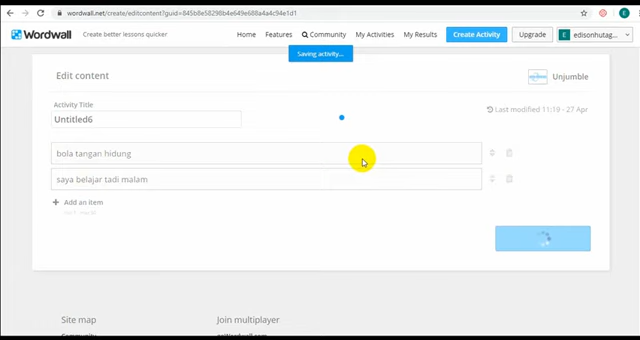 wordwall.net/create/editcontent?guid=845b8e58298b4e649e688a4a4c94e1d1
Wordwall
Create better lessons quicker
Home
Features
Community
My Activities
My Results
Create Activity
Upgrade
E
edisonhutag...
Saving activity...
Edit content
Unjumble
Activity Title
Untitled6
Last modified 11:19 - 27 Apr
bola tangan hidung
saya belajar tadi malam
+ Add an item
Site map
Join multiplayer
Community